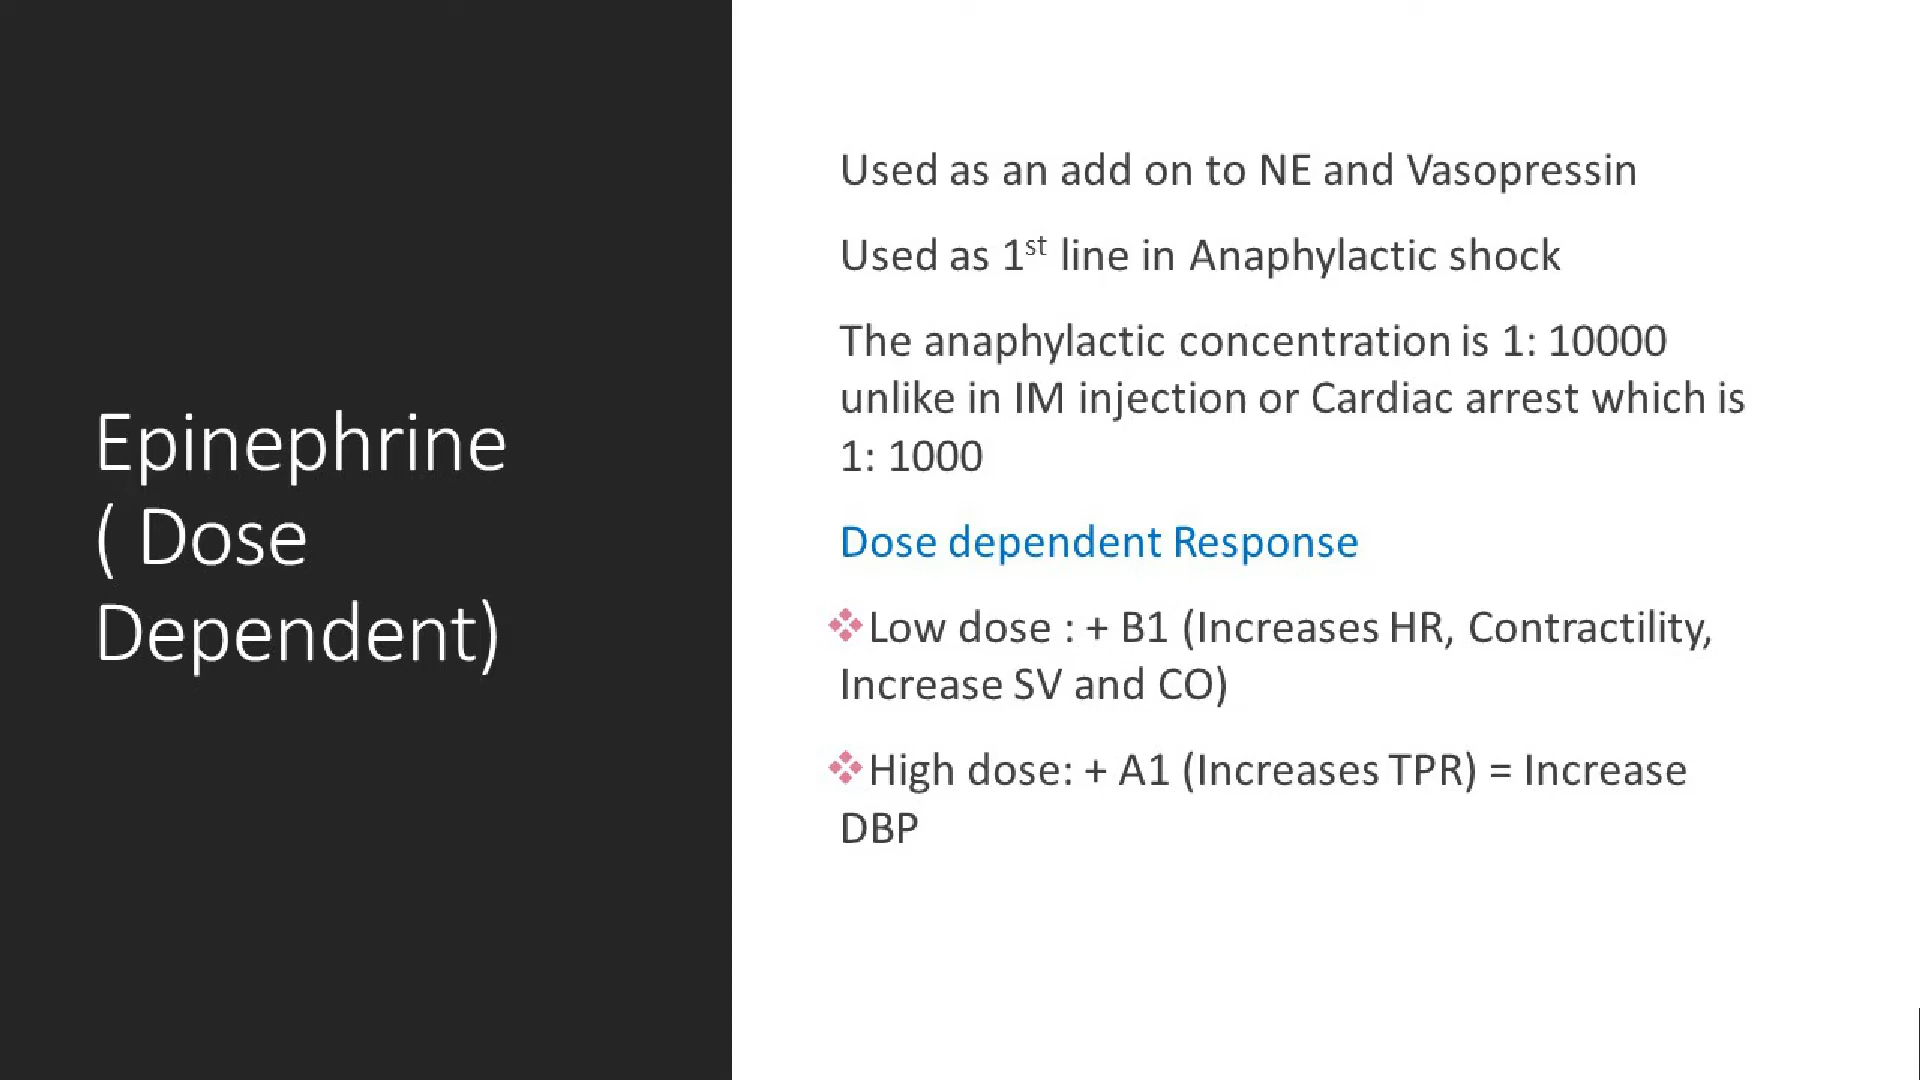 Epinephrine
( Dose
Dependent)
Used as an add on to NE and Vasopressin
Used as 1st line in Anaphylactic shock
The anaphylactic concentration is 1: 10000
unlike in IM injection or Cardiac arrest which is
1: 1000
Dose dependent Response
❖Low dose : + B1 (Increases HR, Contractility,
Increase SV and CO)
❖High dose: + A1 (Increases TPR) = Increase
DBP